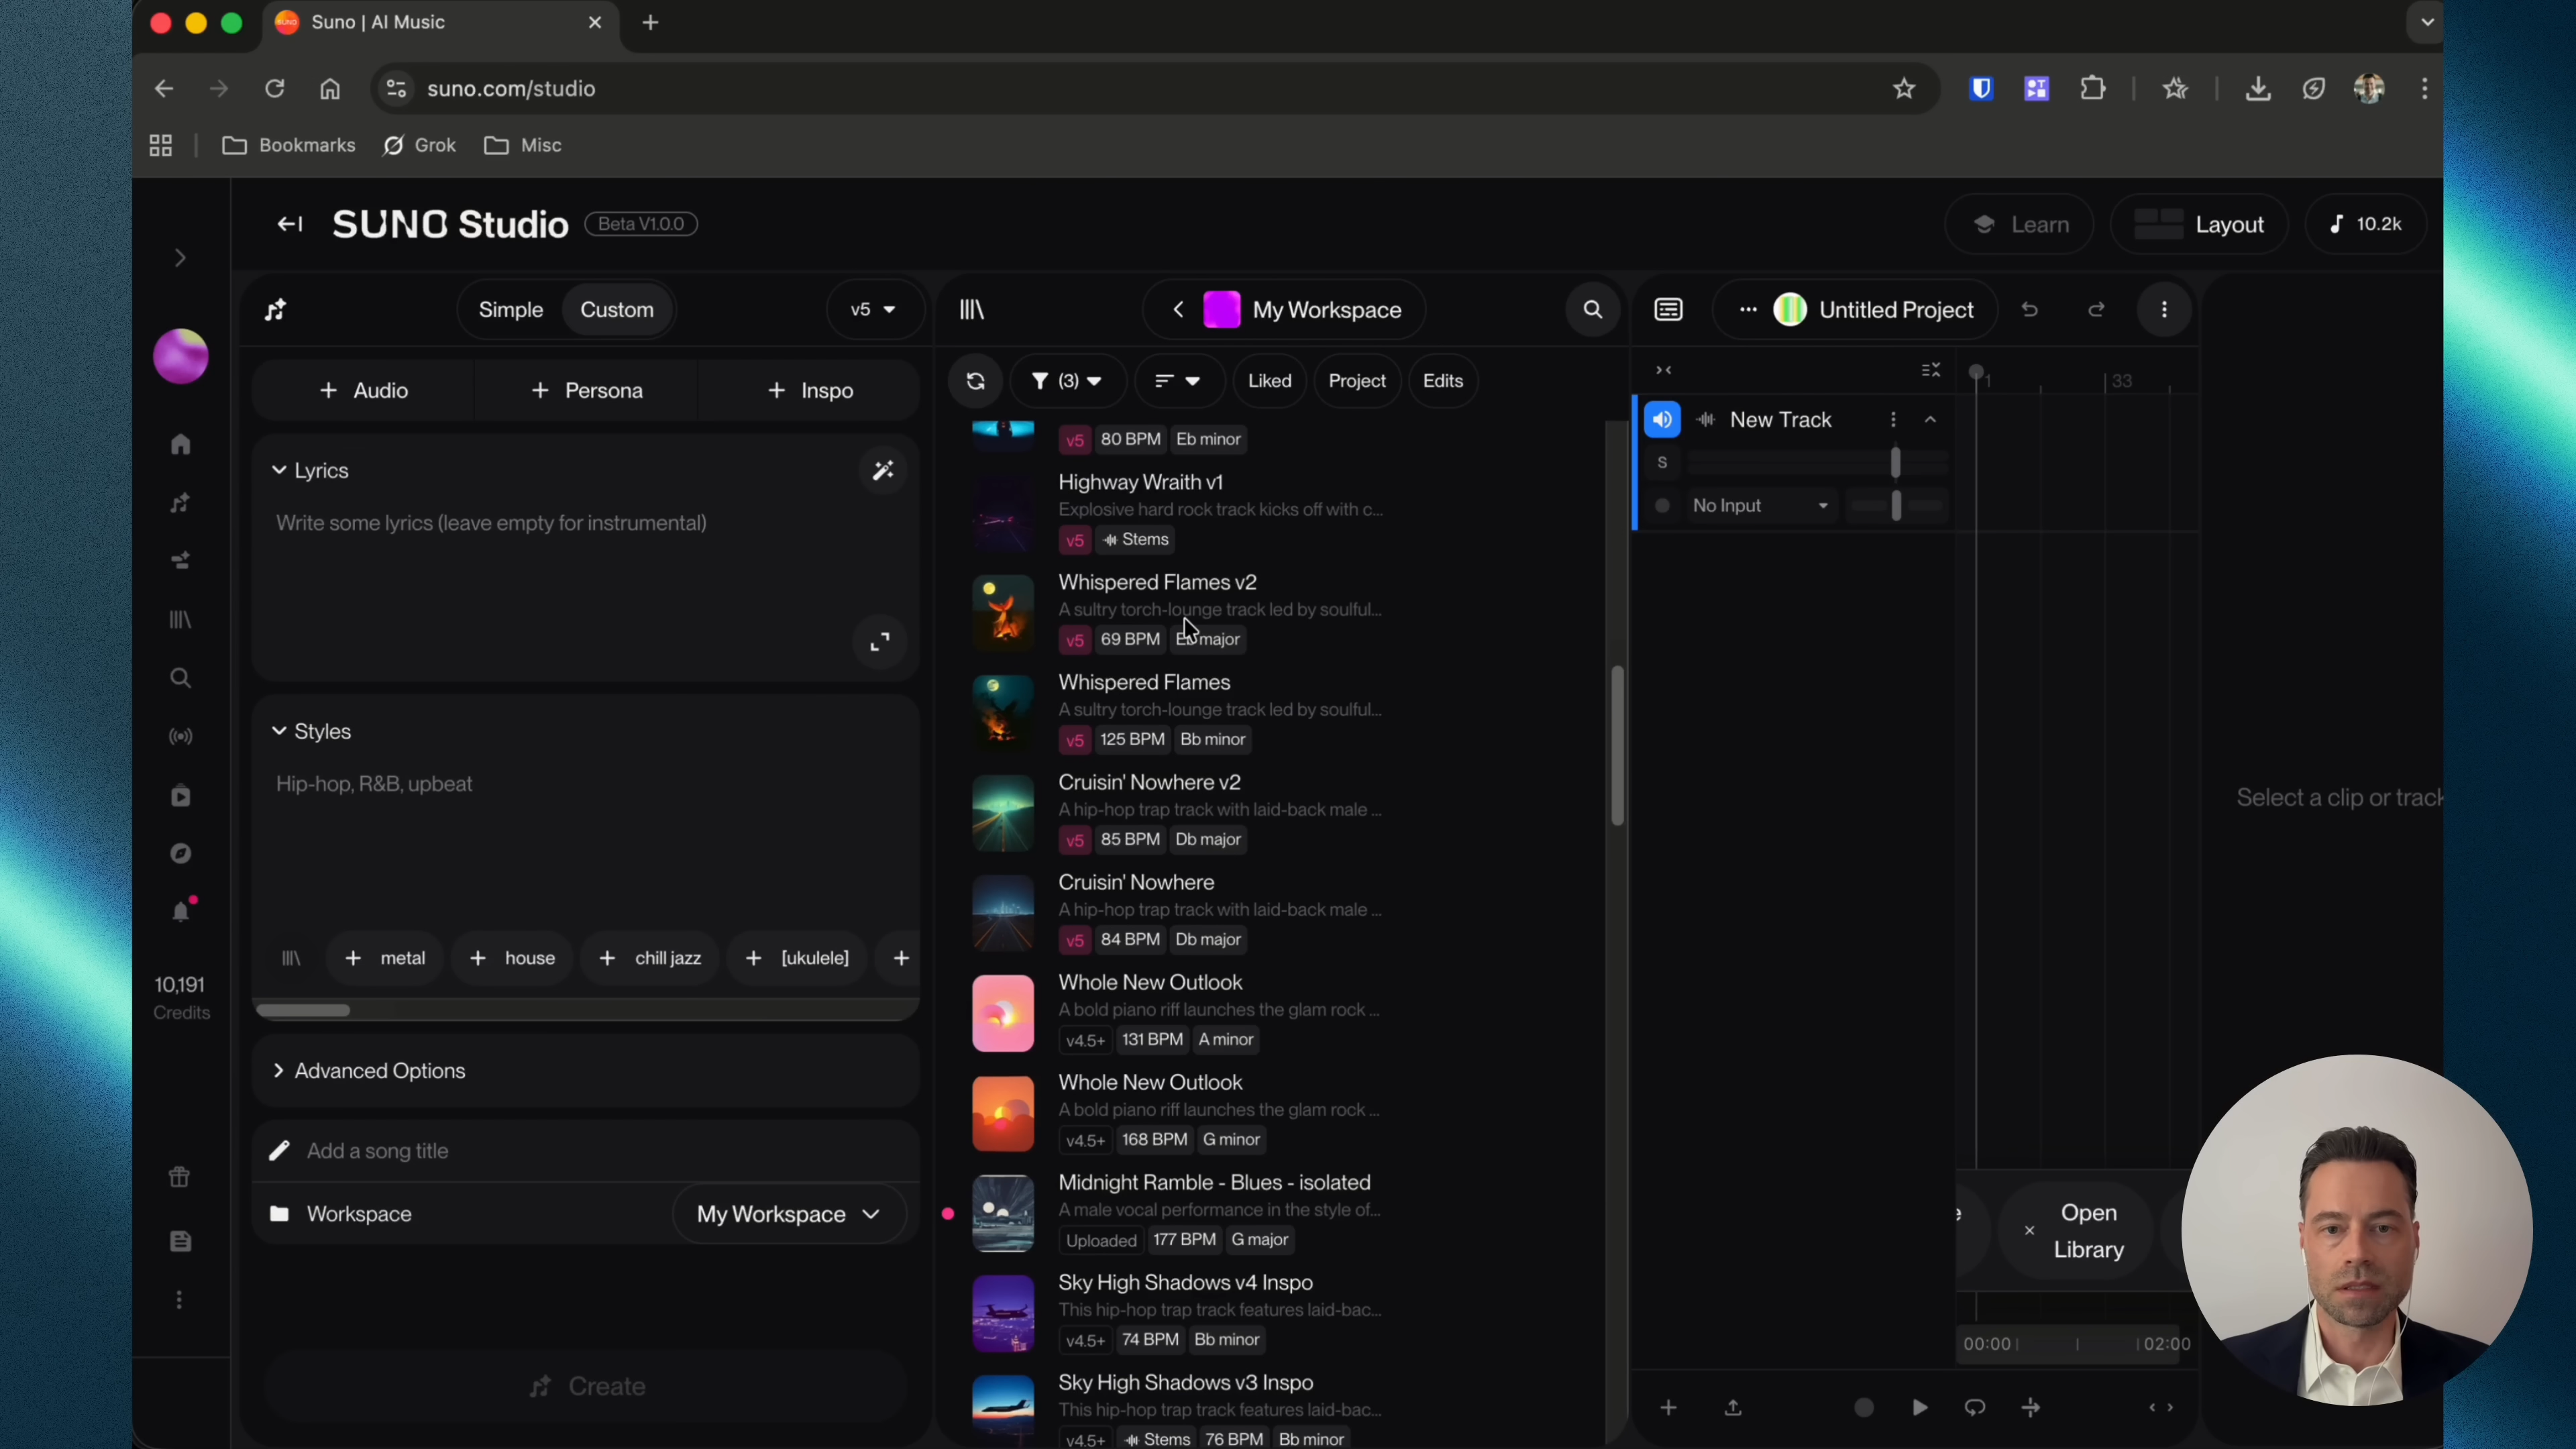 Suno | AI Music
suno.com/studio
Bookmarks
Grok
Misc
SUNO Studio
Beta V1.0.0
Learn
Layout
10.2k
Simple
Custom
v5
My Workspace
Untitled Project
Audio
Persona
Inspo
(3)
Liked
Project
Edits
1
33
Lyrics
Write some lyrics (leave empty for instrumental)
Styles
Hip-hop, R&B, upbeat
metal
house
chill jazz
[ukulele]
10,191
Credits
Advanced Options
Add a song title
Workspace
My Workspace
Create
v5 80 BPM Eb minor
Highway Wraith v1
Explosive hard rock track kicks off with c...
v5 Stems
Whispered Flames v2
A sultry torch-lounge track led by soulful...
v5 69 BPM Eb major
Whispered Flames
A sultry torch-lounge track led by soulful...
v5 125 BPM Bb minor
Cruisin' Nowhere v2
A hip-hop trap track with laid-back male ...
v5 85 BPM Db major
Cruisin' Nowhere
A hip-hop trap track with laid-back male ...
v5 84 BPM Db major
Whole New Outlook
A bold piano riff launches the glam rock ...
v4.5+ 131 BPM A minor
Whole New Outlook
A bold piano riff launches the glam rock ...
v4.5+ 168 BPM G minor
Midnight Ramble - Blues - isolated
A male vocal performance in the style of...
Uploaded 177 BPM G major
Sky High Shadows v4 Inspo
This hip-hop trap track features laid-bac...
v4.5+ 74 BPM Bb minor
Sky High Shadows v3 Inspo
This hip-hop trap track features laid-bac...
v4.5+ Stems 76 BPM Bb minor
New Track
S
No Input
Select a clip or track
Open
Library
00:00
02:00